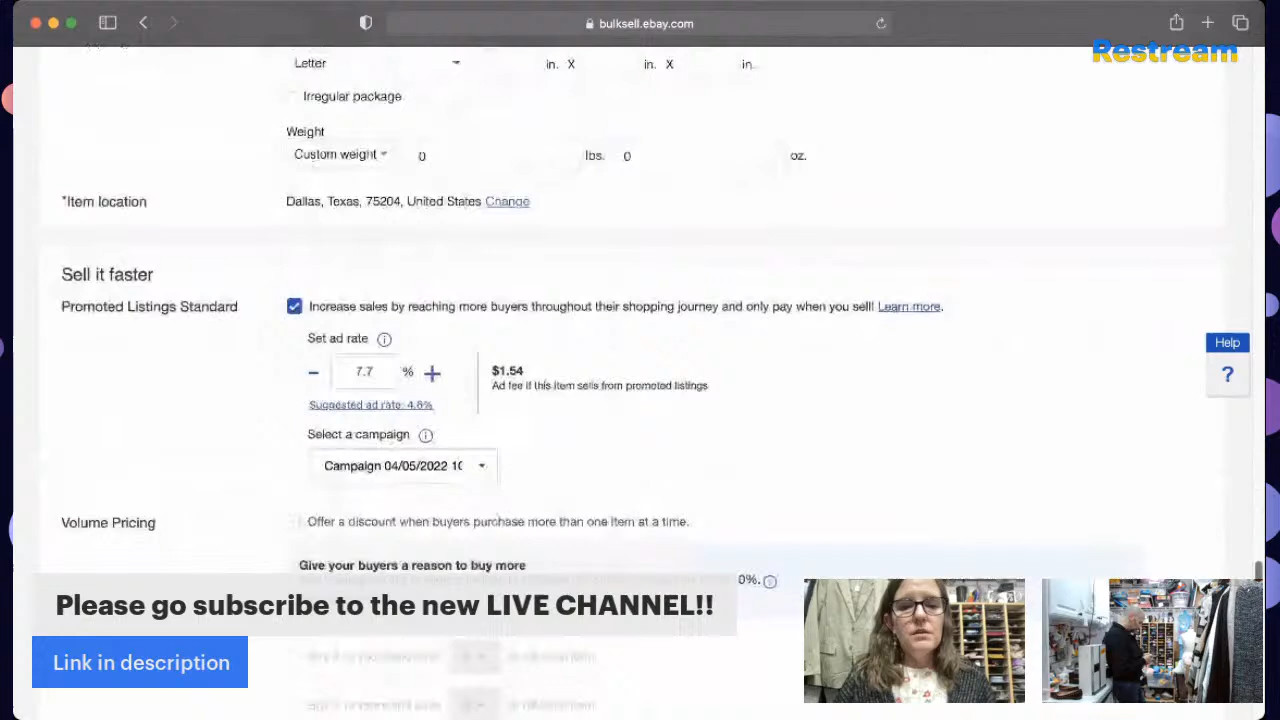 bulksell.ebay.com
Restream
Letter in. X in. X in.
Irregular package
Weight
Custom weight 0 lbs. 0 oz.
*Item location Dallas, Texas, 75204, United States Change
Sell it faster
Promoted Listings Standard Increase sales by reaching more buyers throughout their shopping journey and only pay when you sell! Learn more.
Set ad rate
Help
- 7.7 % + $1.54
?
Ad fee if this item sells from promoted listings
Suggested ad rate: 4.8%
Select a campaign
Campaign 04/05/2022 10
Volume Pricing Offer a discount when buyers purchase more than one item at a time.
Give your buyers a reason to buy more
0%.
Please go subscribe to the new LIVE CHANNEL!!
Link in description